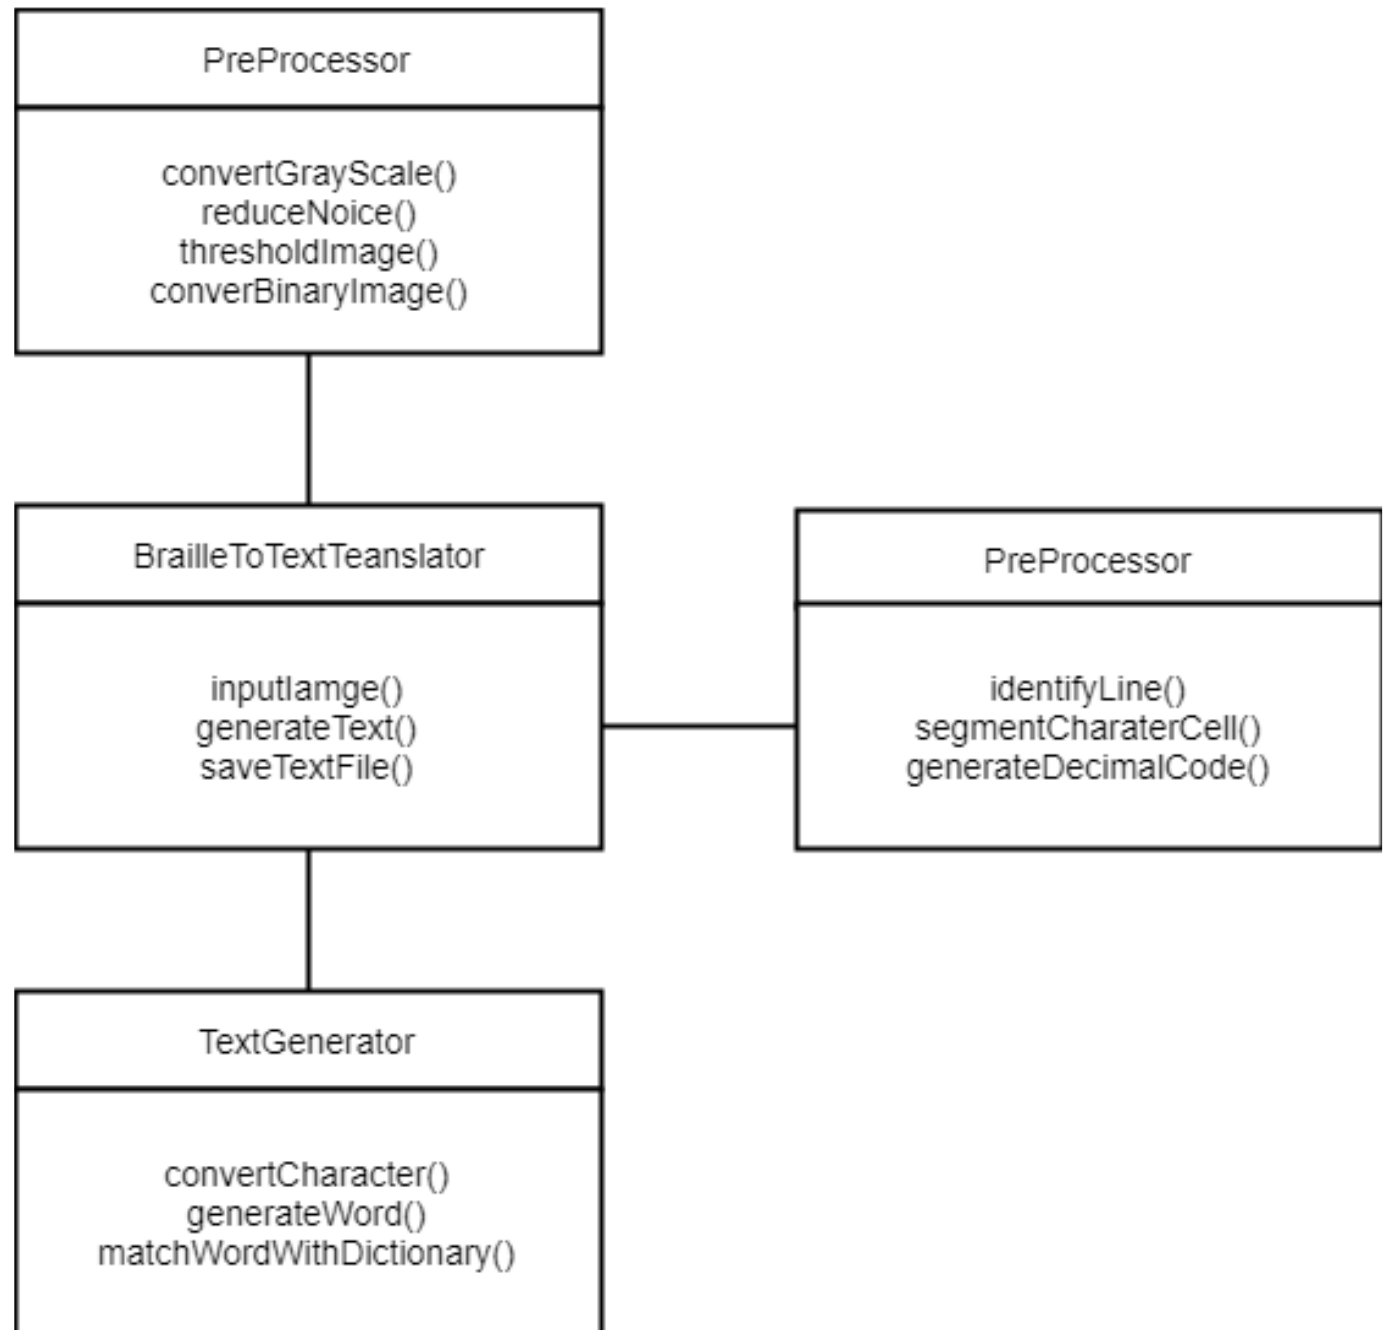 PreProcessor
convertGrayScale()
reduceNoice()
thresholdImage()
converBinaryImage()
BrailleToTextTeanslator
inputIamge()
generateText()
saveTextFile()
PreProcessor
identifyLine()
segmentCharaterCell()
generateDecimalCode()
TextGenerator
convertCharacter()
generateWord()
matchWordWithDictionary()